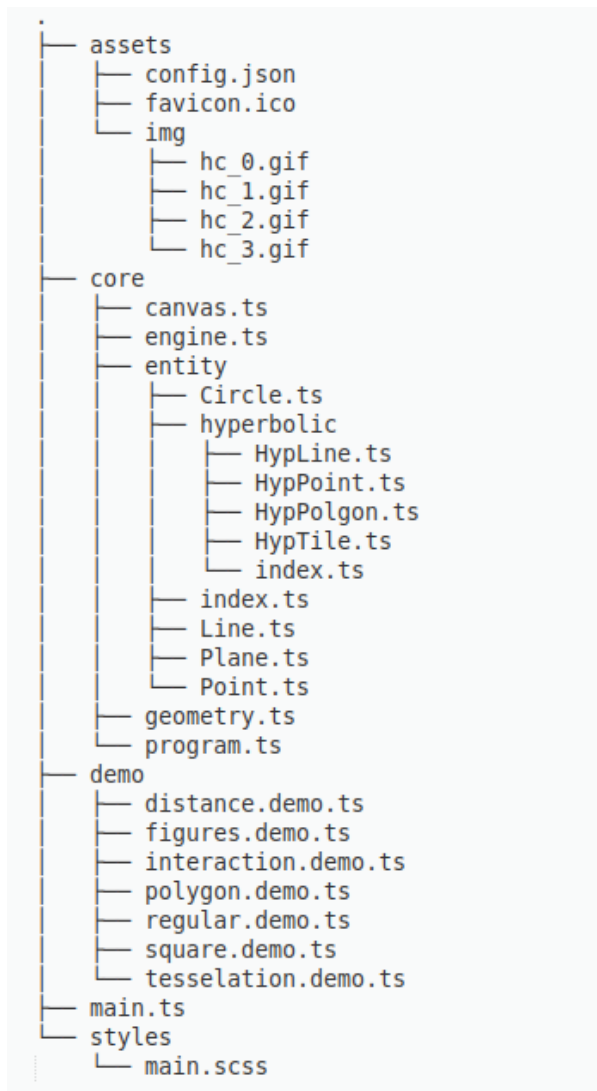 .
├── assets
│   ├── config.json
│   ├── favicon.ico
│   └── img
│       ├── hc_0.gif
│       ├── hc_1.gif
│       ├── hc_2.gif
│       └── hc_3.gif
├── core
│   ├── canvas.ts
│   ├── engine.ts
│   ├── entity
│   │   ├── Circle.ts
│   │   ├── hyperbolic
│   │   │   ├── HypLine.ts
│   │   │   ├── HypPoint.ts
│   │   │   ├── HypPolgon.ts
│   │   │   ├── HypTile.ts
│   │   │   └── index.ts
│   │   ├── index.ts
│   │   ├── Line.ts
│   │   ├── Plane.ts
│   │   └── Point.ts
│   ├── geometry.ts
│   └── program.ts
├── demo
│   ├── distance.demo.ts
│   ├── figures.demo.ts
│   ├── interaction.demo.ts
│   ├── polygon.demo.ts
│   ├── regular.demo.ts
│   ├── square.demo.ts
│   └── tesselation.demo.ts
├── main.ts
└── styles
    └── main.scss